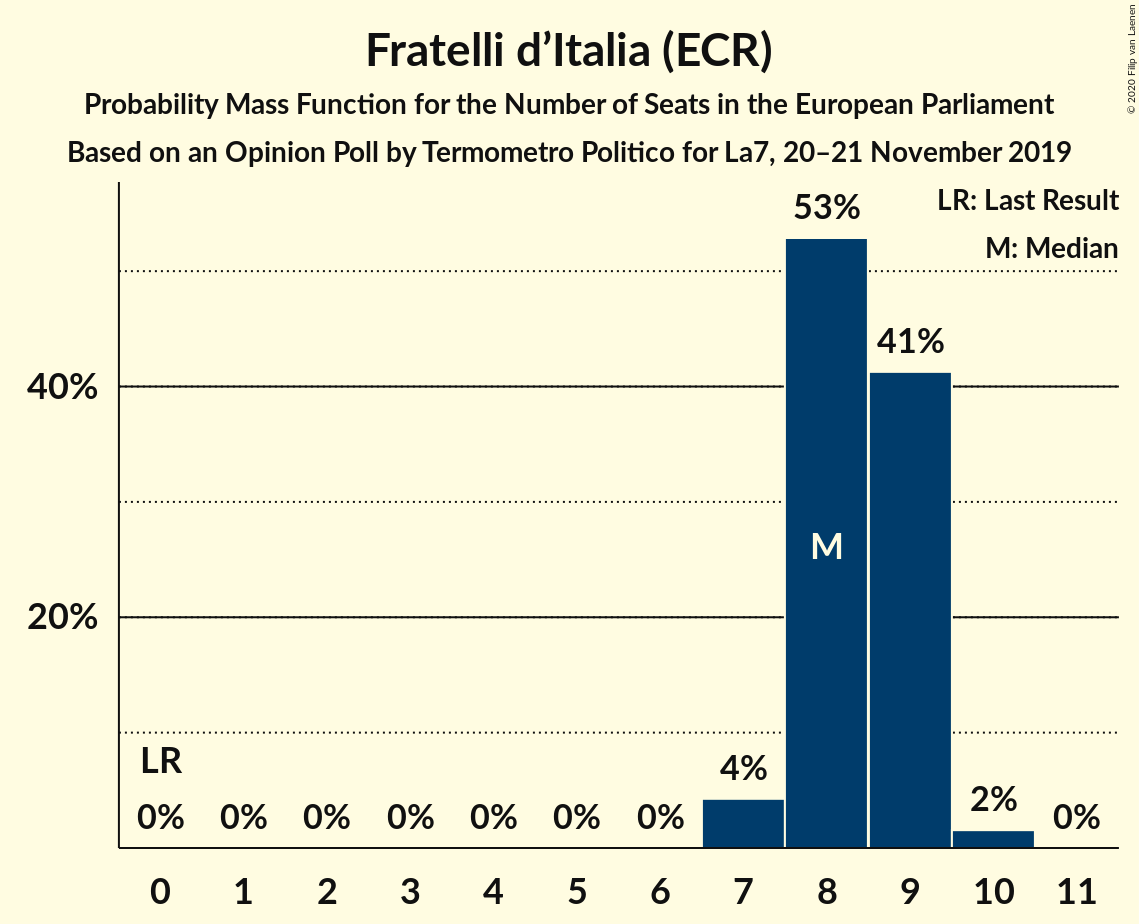 Fratelli d’Italia (ECR)
Probability Mass Function for the Number of Seats in the European Parliament
Based on an Opinion Poll by Termometro Politico for La7, 20–21 November 2019
© 2020 Filip van Laenen
LR: Last Result
M: Median
53%
41%
40%
M
20%
LR
4%
2%
0% 0% 0% 0% 0% 0% 0% 0%
0 1 2 3 4 5 6 7 8 9 10 11